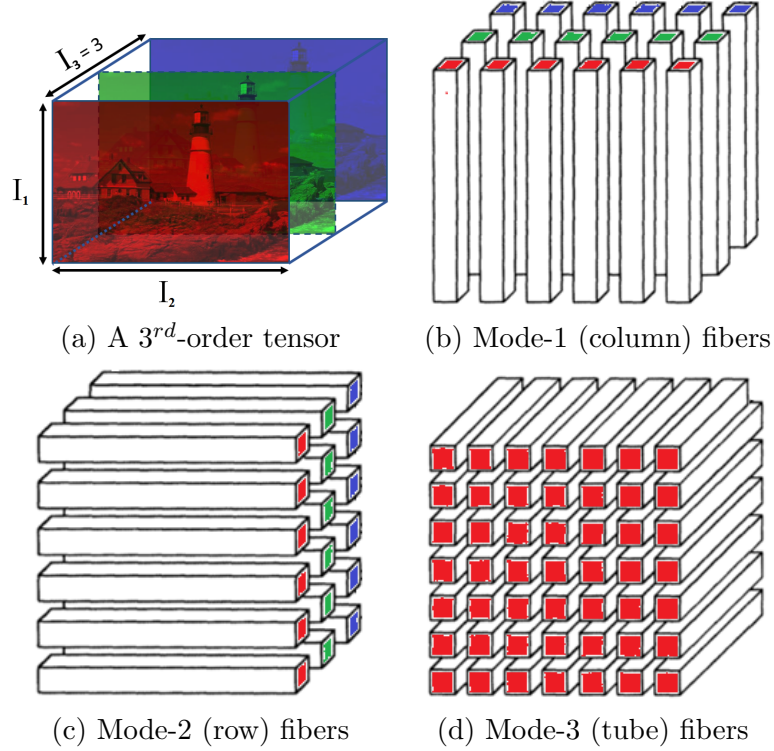 I₃ = 3
I₁
I₂
(a) A 3ʳᵈ-order tensor
(b) Mode-1 (column) fibers
(c) Mode-2 (row) fibers
(d) Mode-3 (tube) fibers